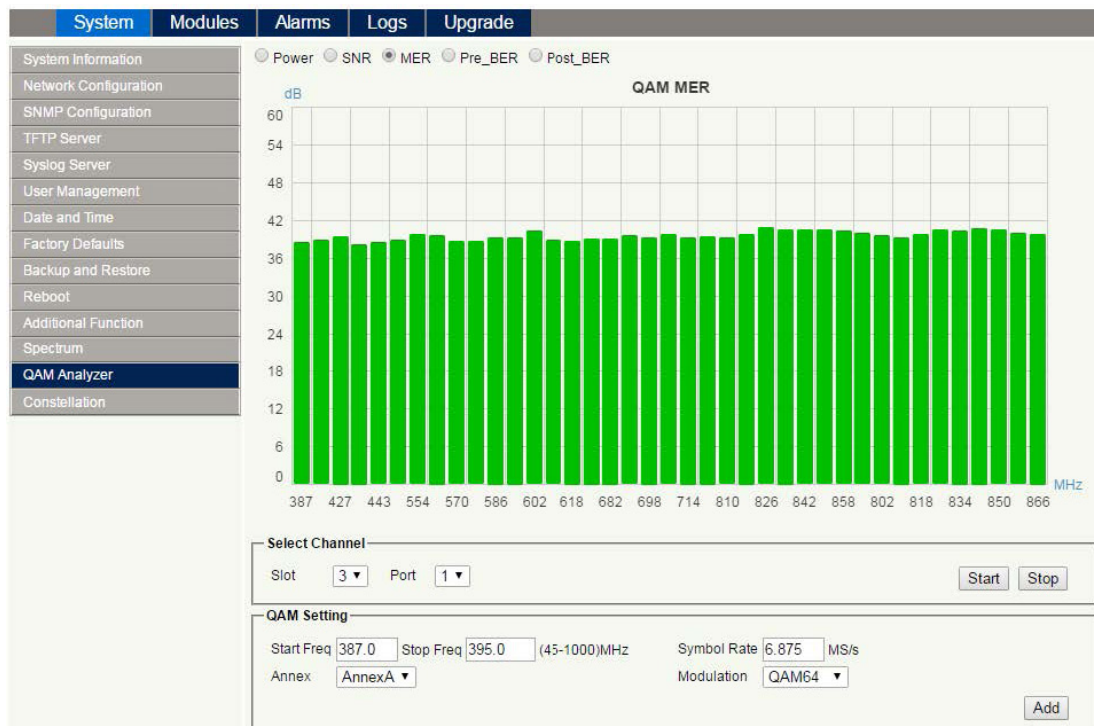 System Modules Alarms Logs Upgrade
System Information
Network Configuration
SNMP Configuration
TFTP Server
Syslog Server
User Management
Date and Time
Factory Defaults
Backup and Restore
Reboot
Additional Function
Spectrum
QAM Analyzer
Constellation
Power SNR MER Pre_BER Post_BER
QAM MER
dB
60
54
48
42
36
30
24
18
12
6
0
387 427 443 554 570 586 602 618 682 698 714 810 826 842 858 802 818 834 850 866
MHz
Select Channel
Slot 3 Port 1 Start Stop
QAM Setting
Start Freq 387.0 Stop Freq 395.0 (45-1000)MHz Symbol Rate 6.875 MS/s
Annex AnnexA Modulation QAM64
Add